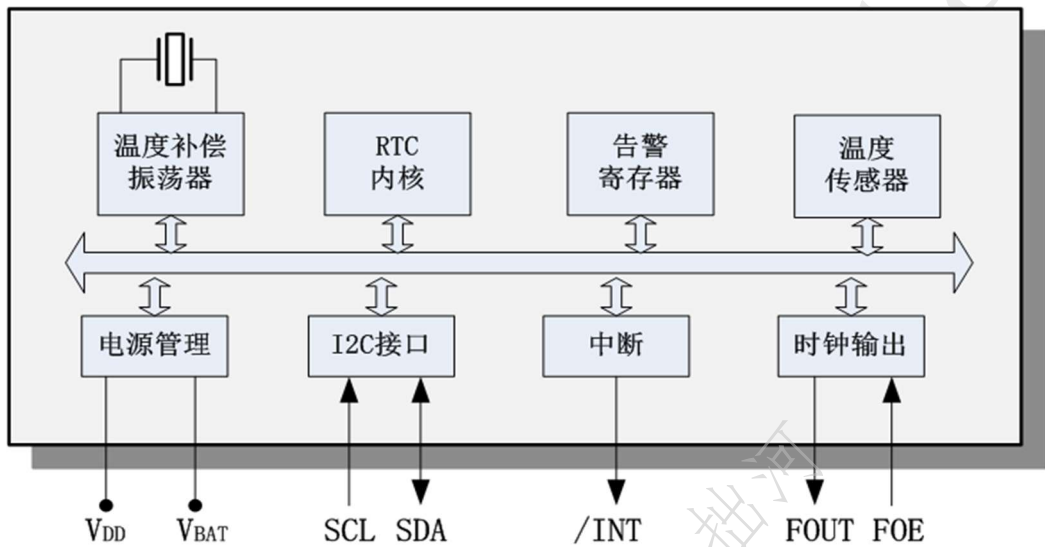 温度补偿
振荡器
RTC
内核
告警
寄存器
温度
传感器
电源管理
I2C接口
中断
时钟输出
VDD
VBAT
SCL
SDA
/INT
FOUT
FOE
拙河